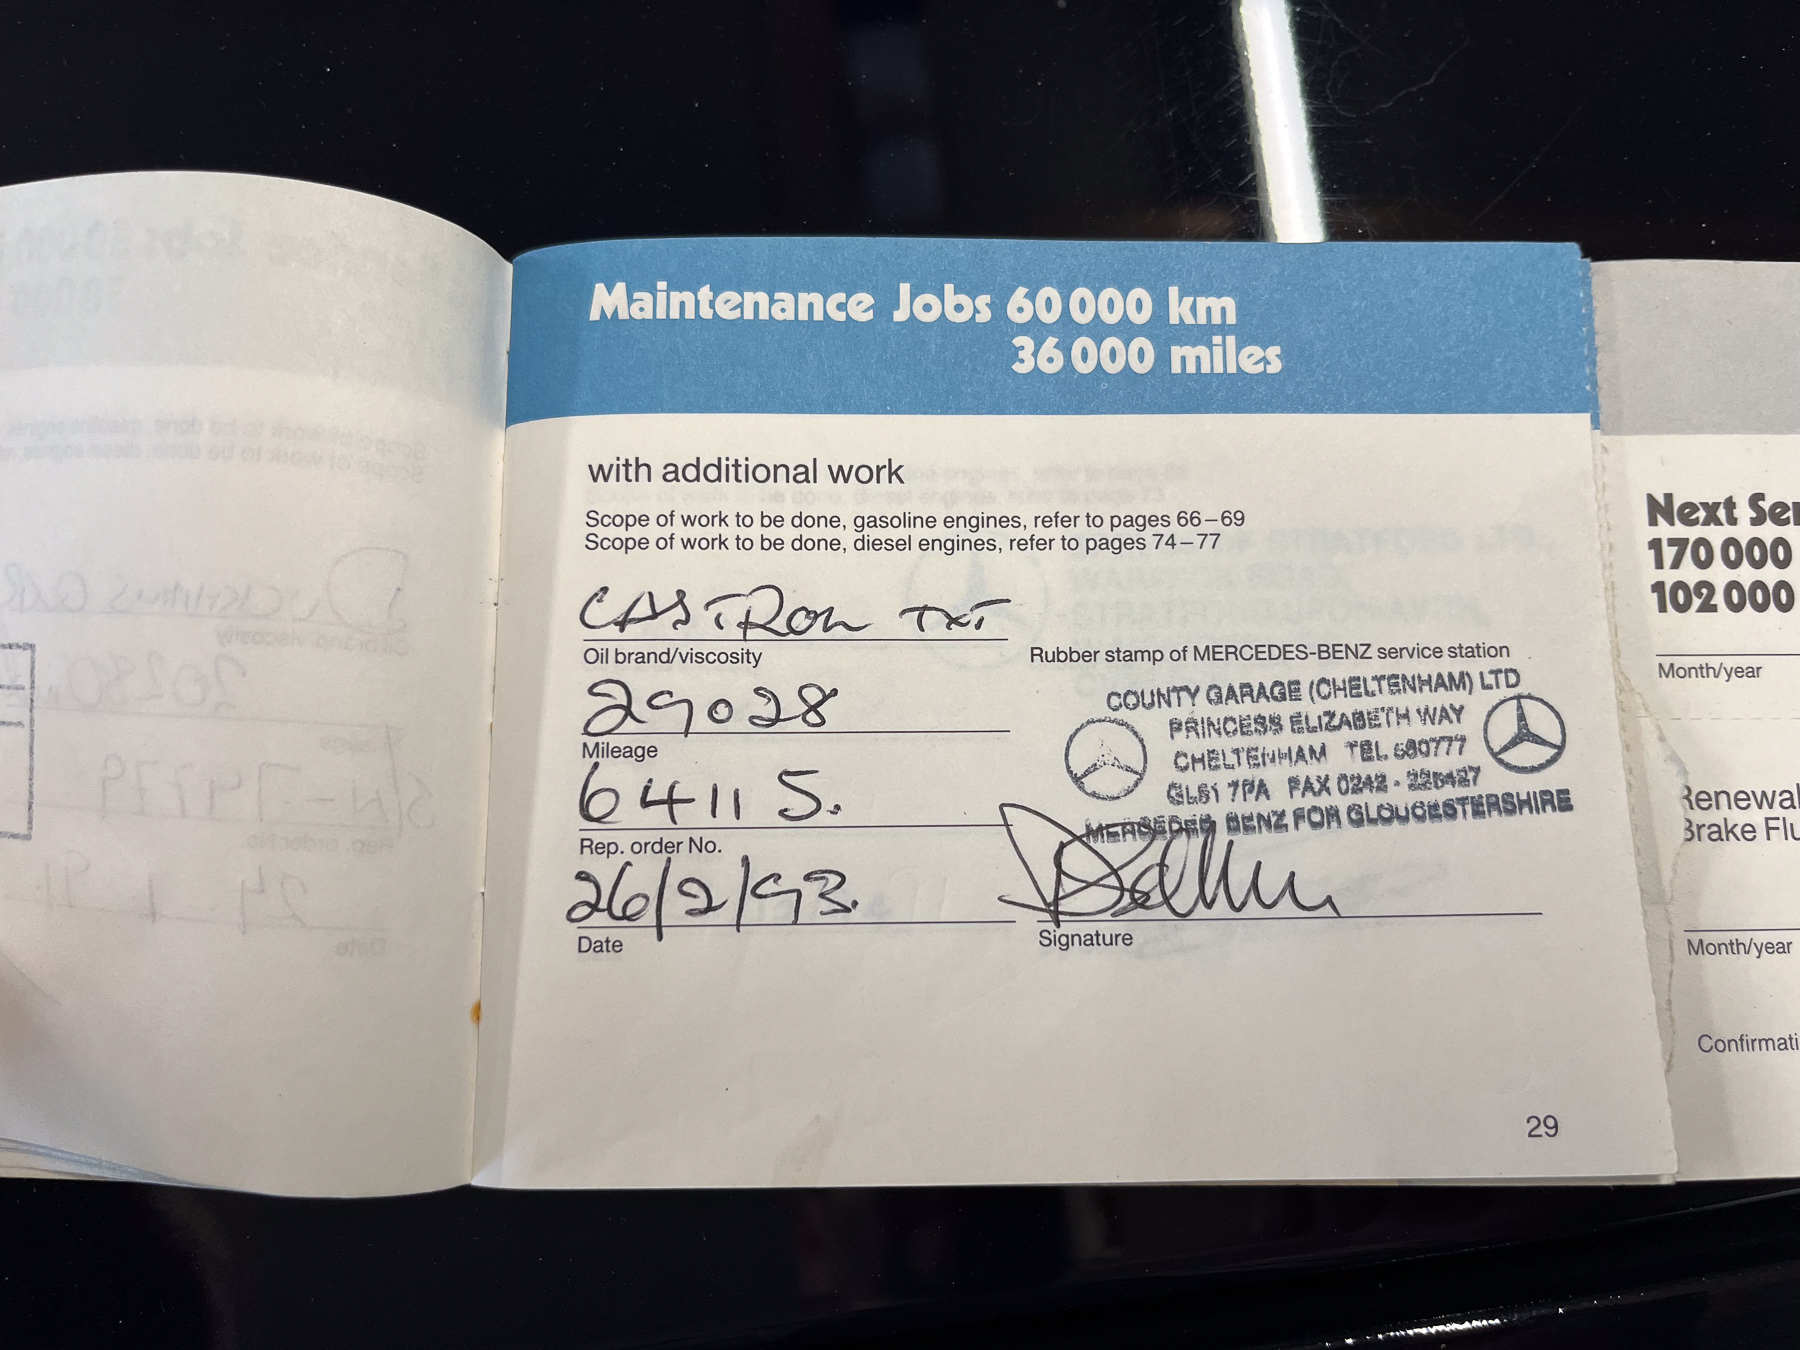 Maintenance Jobs 60 000 km
36 000 miles
with additional work
Scope of work to be done, gasoline engines, refer to pages 66–69
Scope of work to be done, diesel engines, refer to pages 74–77
CASTROL TXT
Oil brand/viscosity
29028
Mileage
64115.
Rep. order No.
26/2/93.
Date
Rubber stamp of MERCEDES-BENZ service station
COUNTY GARAGE (CHELTENHAM) LTD
PRINCESS ELIZABETH WAY
CHELTENHAM TEL 690777
GL51 7PA FAX 0242 -
MERSEDES BENZ FOR GLOUCESTERSHIRE
Signature
29
Next Ser
170 000
102 000
Month/year
Renewal
Brake Flu
Month/year
Confirmati